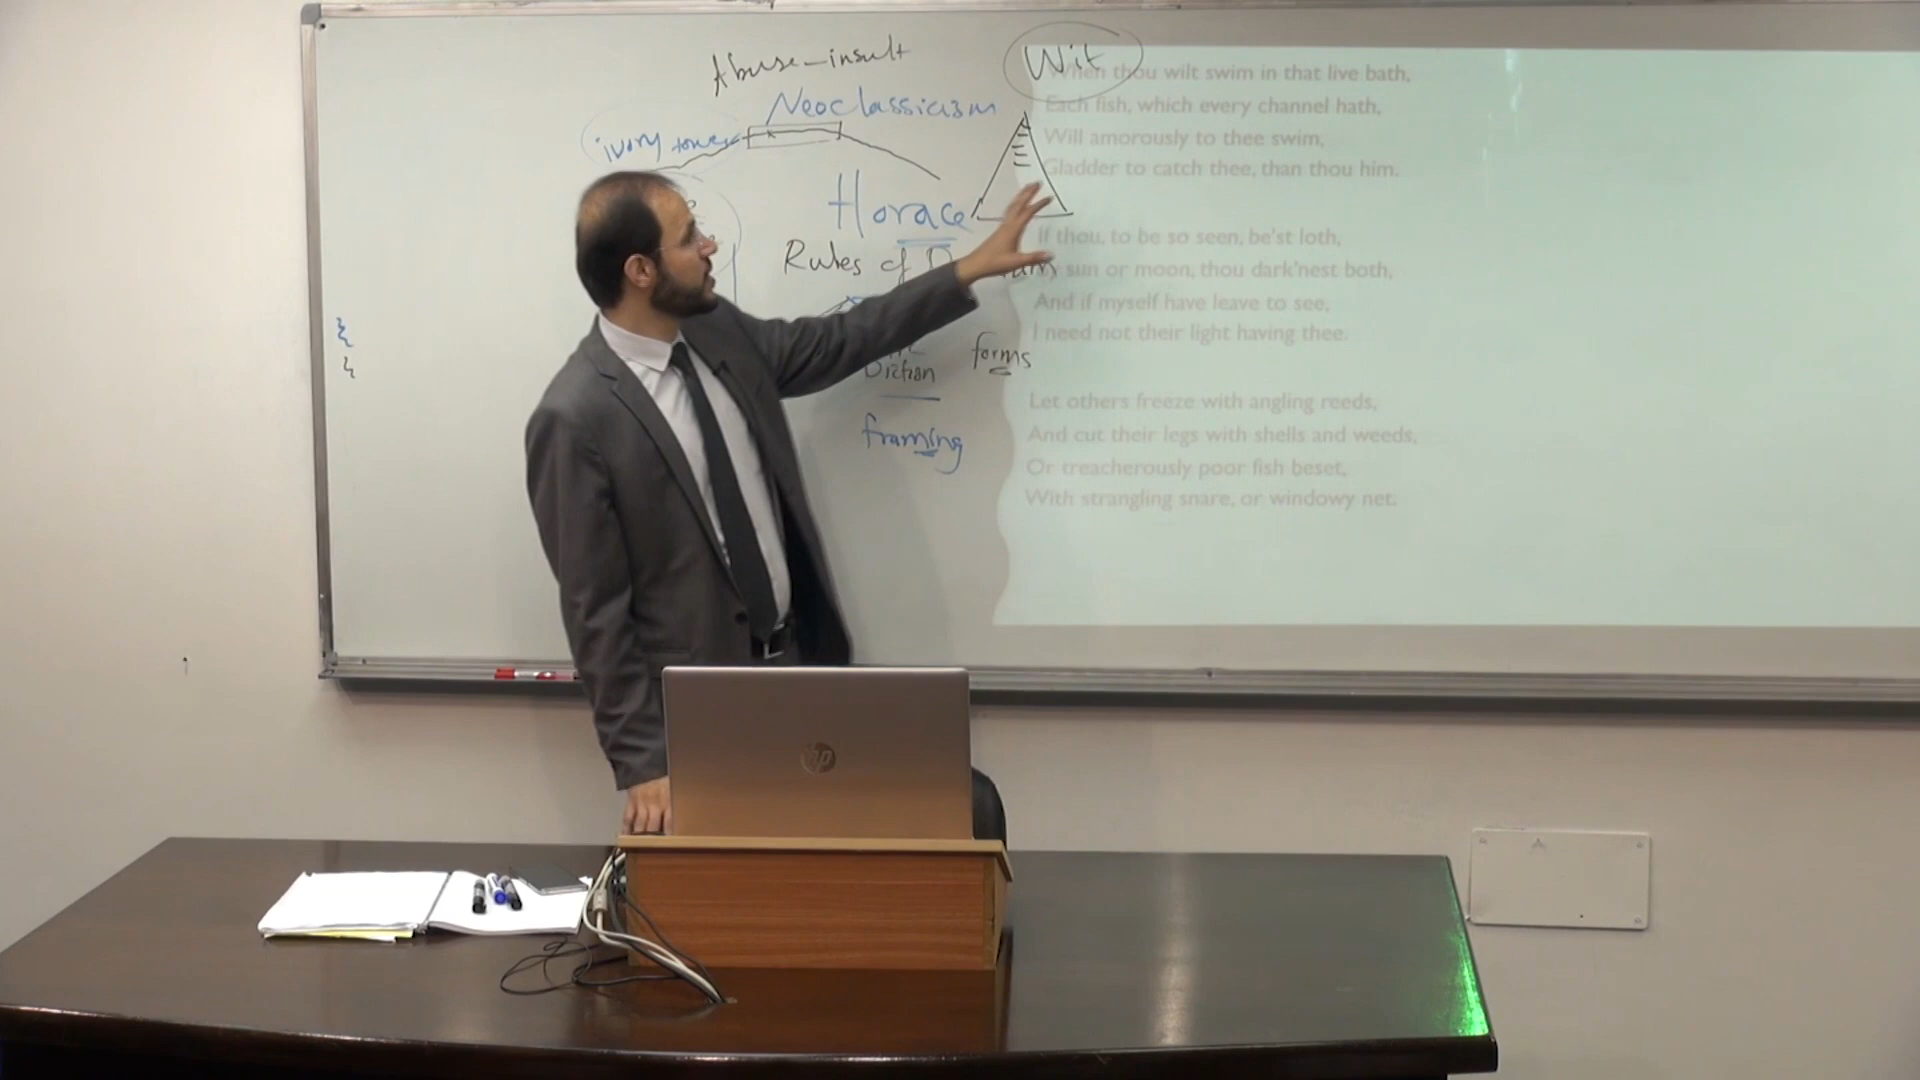 Abuse - insult
Wit
Neoclassicism
ivory tower
Horace
Rules of D
forms
Diction
framing
When thou wilt swim in that live bath,
Each fish, which every channel hath,
Will amorously to thee swim,
Gladder to catch thee, than thou him.
If thou, to be so seen, be'st loth,
sun or moon, thou dark'nest both,
And if myself have leave to see,
I need not their light having thee.
Let others freeze with angling reeds,
And cut their legs with shells and weeds,
Or treacherously poor fish beset,
With strangling snare, or windowy net.
hp